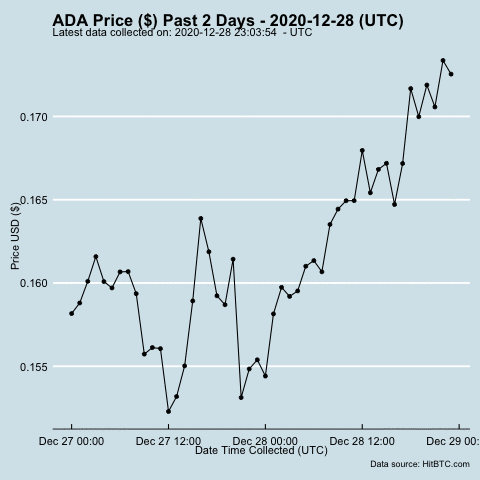 ADA Price ($) Past 2 Days - 2020-12-28 (UTC)
Latest data collected on: 2020-12-28 23:03:54 - UTC
0.170
0.165
0.160
0.155
Price USD ($)
Dec 27 00:00 Dec 27 12:00 Dec 28 00:00 Dec 28 12:00 Dec 29 00:
Date Time Collected (UTC)
Data source: HitBTC.com